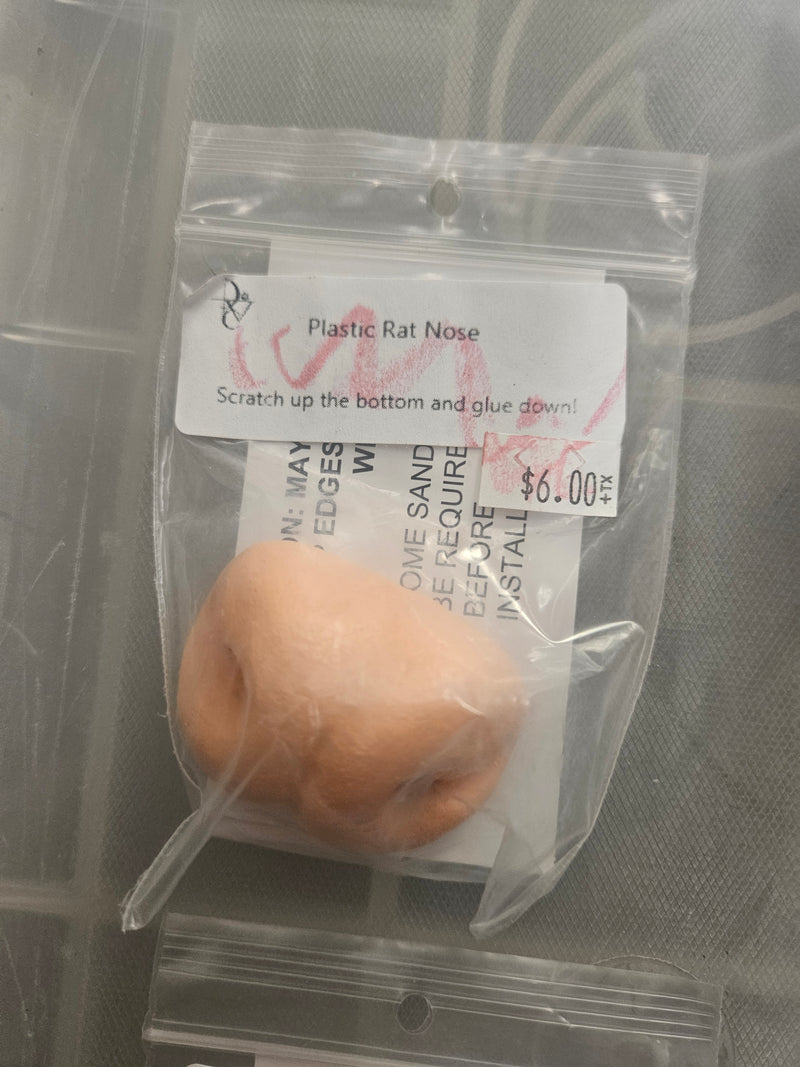 Plastic Rat Nose
Scratch up the bottom and glue down!
$6.00+TX
ON: MAY
EDGES
OME SAND
BE REQUIRE
BEFORE
INSTALL